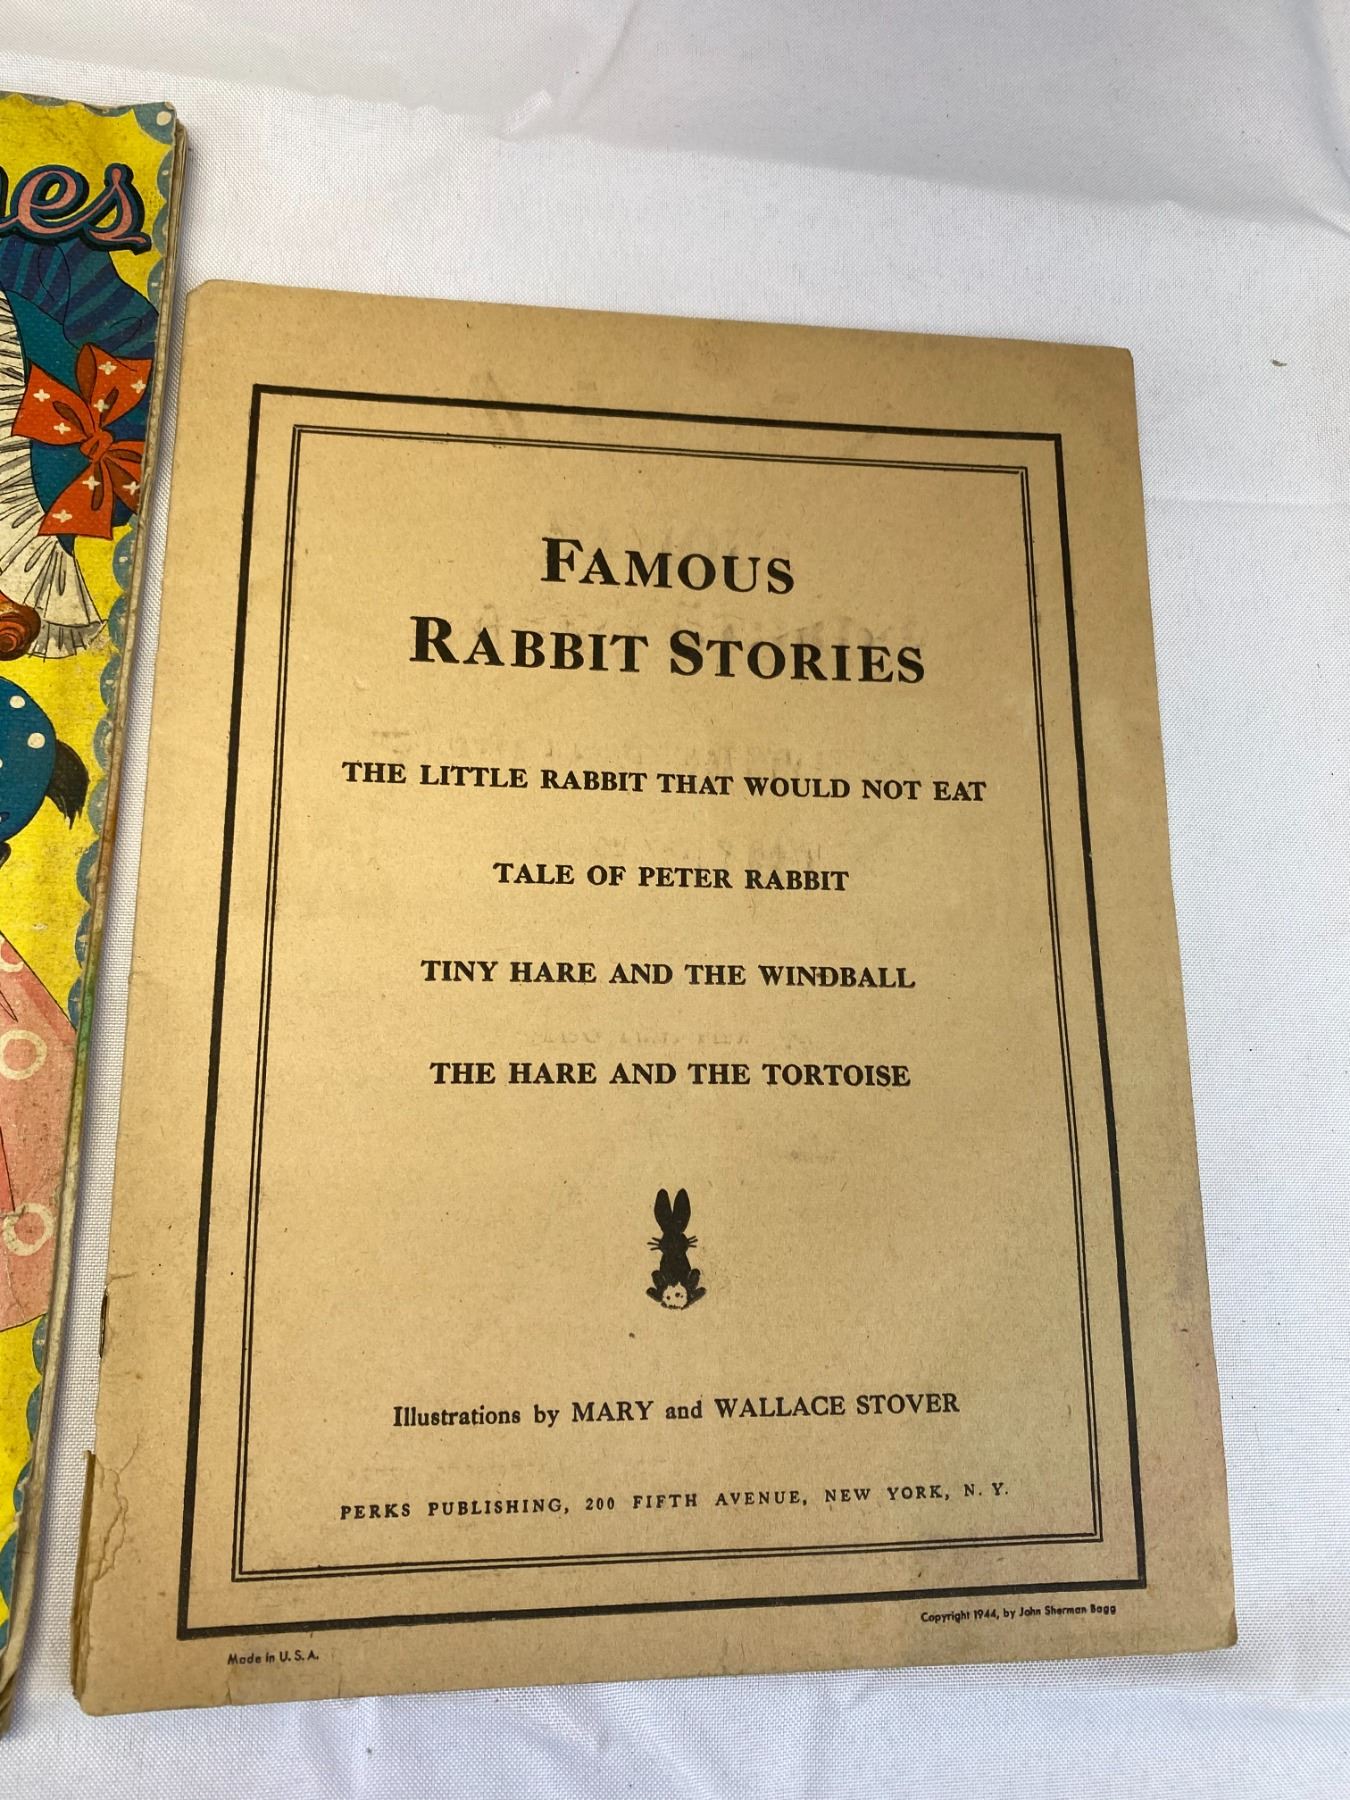 FAMOUS
RABBIT STORIES
THE LITTLE RABBIT THAT WOULD NOT EAT
TALE OF PETER RABBIT
TINY HARE AND THE WINDBALL
THE HARE AND THE TORTOISE
Illustrations by MARY and WALLACE STOVER
PERKS PUBLISHING, 200 FIFTH AVENUE, NEW YORK, N. Y.
Copyright 1944, by John Sherman Bagg
Made in U. S. A.